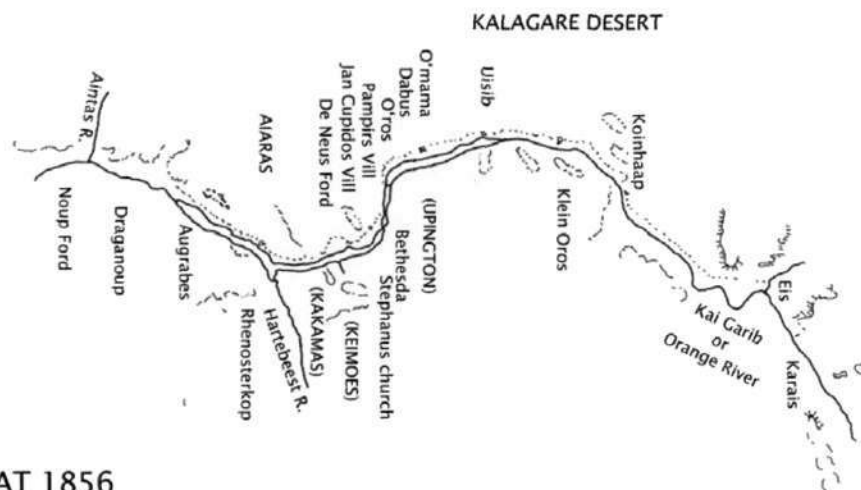 KALAGARE DESERT
Aintas R.
Noup Ford
Draganoup
Augrabes
AIARAS
Rhenosterkop
Hartebeest R.
(KAKAMAS)
(KEIMOES)
De Neus Ford
Jan Cupidos Vill
Pampirs Vill
O'ros
Dabus
O'mama
Stephanus church
Bethesda
(UPINGTON)
Uisib
Klein Oros
Koinhaap
Kai Garib
or
Orange River
Eis
Karais
AT 1856